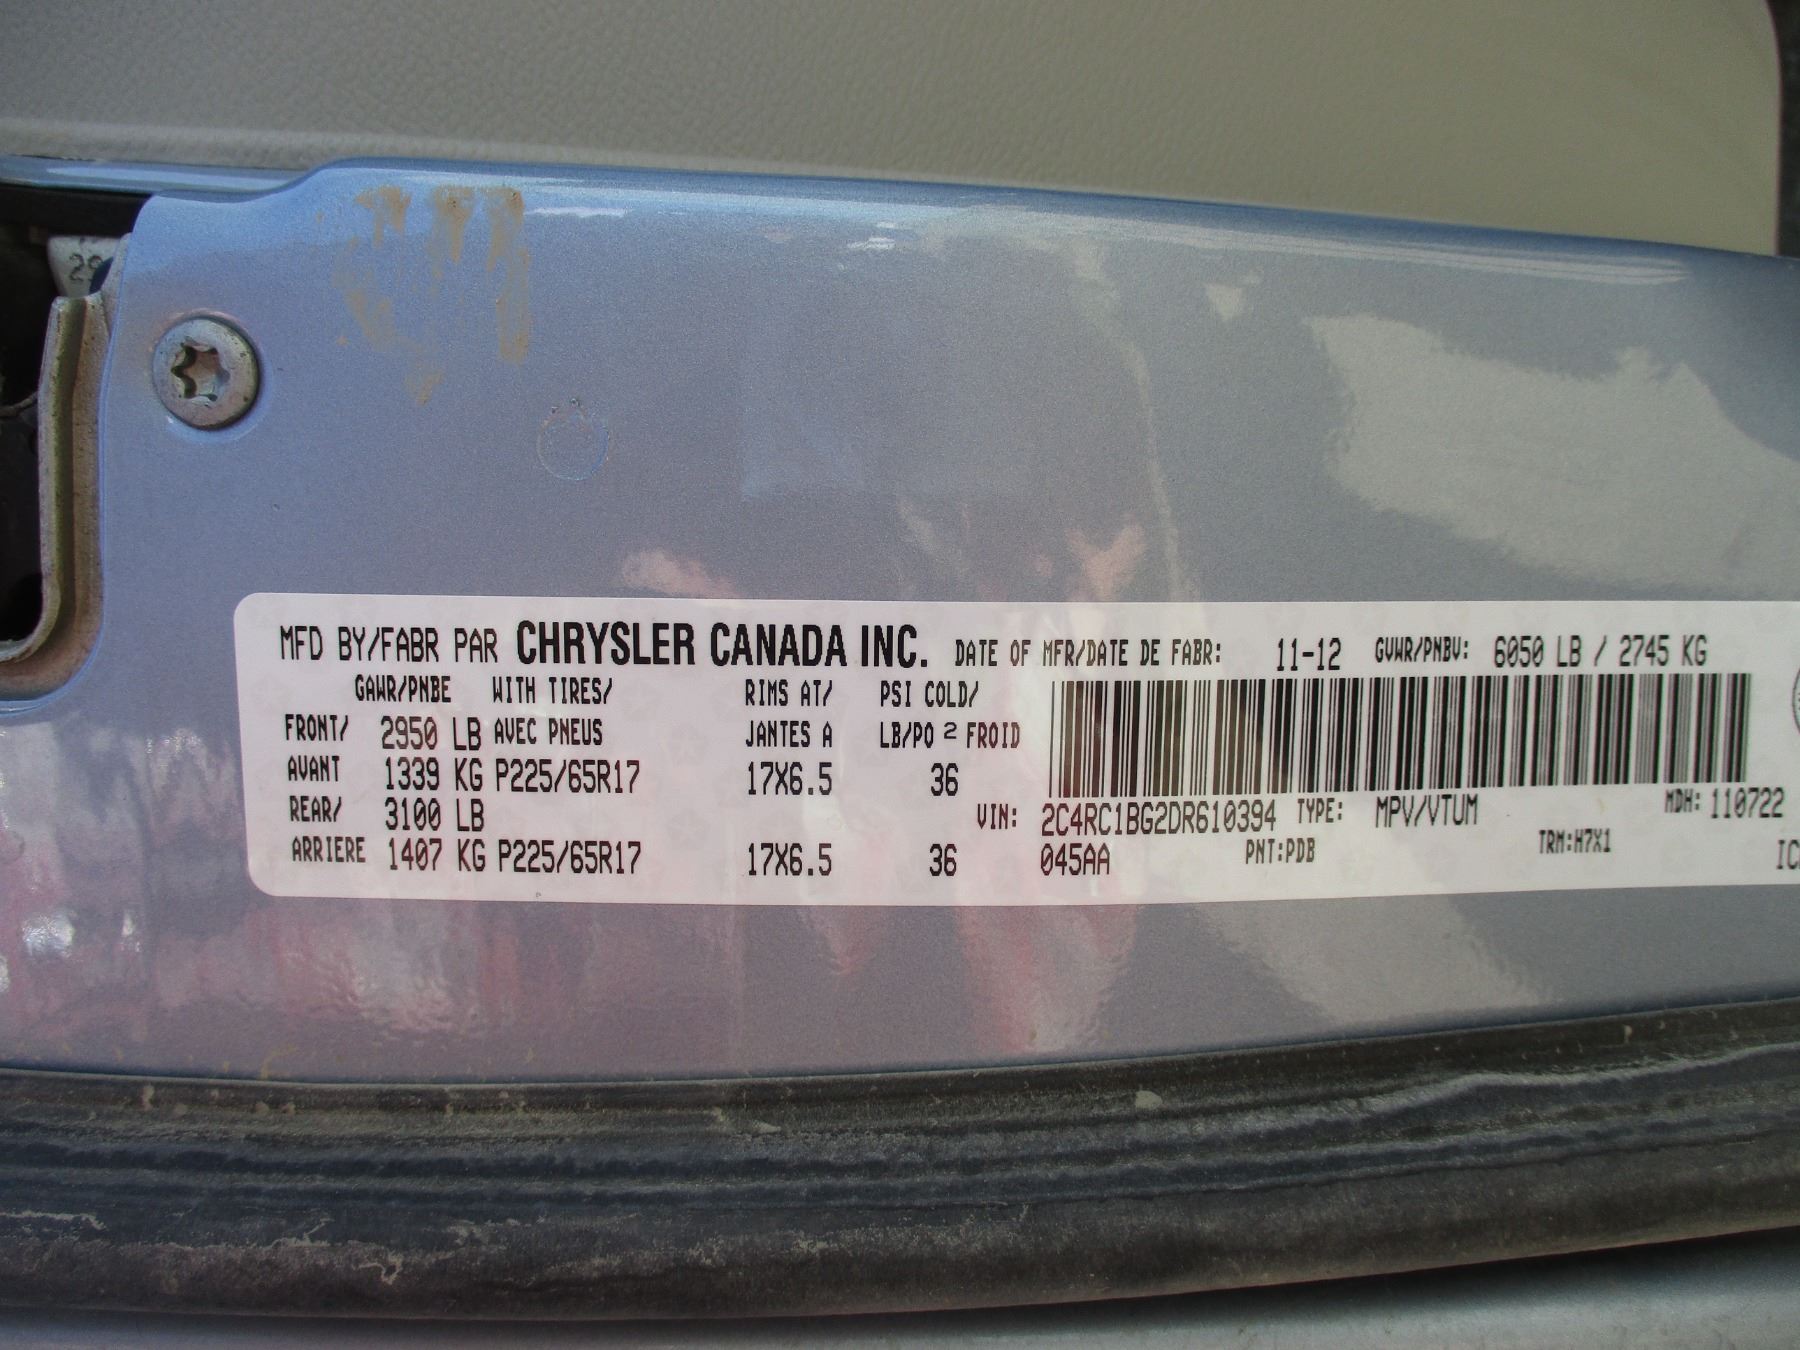 29
MFD BY/FABR PAR CHRYSLER CANADA INC. DATE OF MFR/DATE DE FABR: 11-12 GVWR/PNBV: 6050 LB / 2745 KG
GAWR/PNBE WITH TIRES/ RIMS AT/ PSI COLD/
FRONT/ 2950 LB AVEC PNEUS JANTES A LB/PO 2 FROID
AVANT 1339 KG P225/65R17 17X6.5 36
REAR/ 3100 LB VIN: 2C4RC1BG2DR610394 TYPE: MPV/VTUM MDH: 110722
ARRIERE 1407 KG P225/65R17 17X6.5 36 045AA PNT:PDB TRM:H7X1